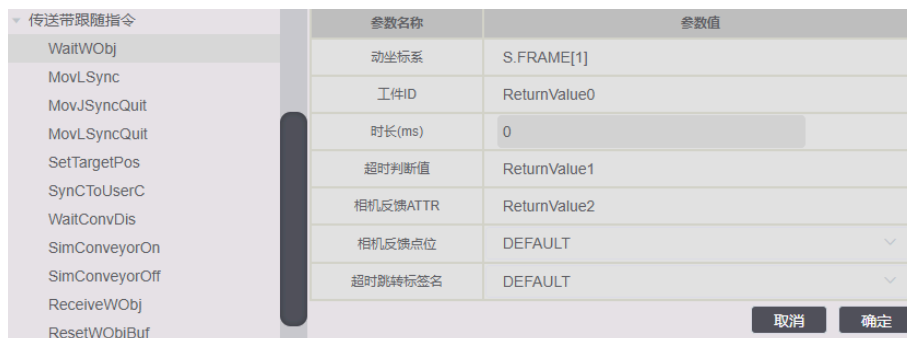 传送带跟随指令
WaitWObj
MovLSync
MovJSyncQuit
MovLSyncQuit
SetTargetPos
SynCToUserC
WaitConvDis
SimConveyorOn
SimConveyorOff
ReceiveWObj
ResetWObjBuf
参数名称 参数值
动坐标系 S.FRAME[1]
工件ID ReturnValue0
时长(ms) 0
超时判断值 ReturnValue1
相机反馈ATTR ReturnValue2
相机反馈点位 DEFAULT
超时跳转标签名 DEFAULT
取消 确定